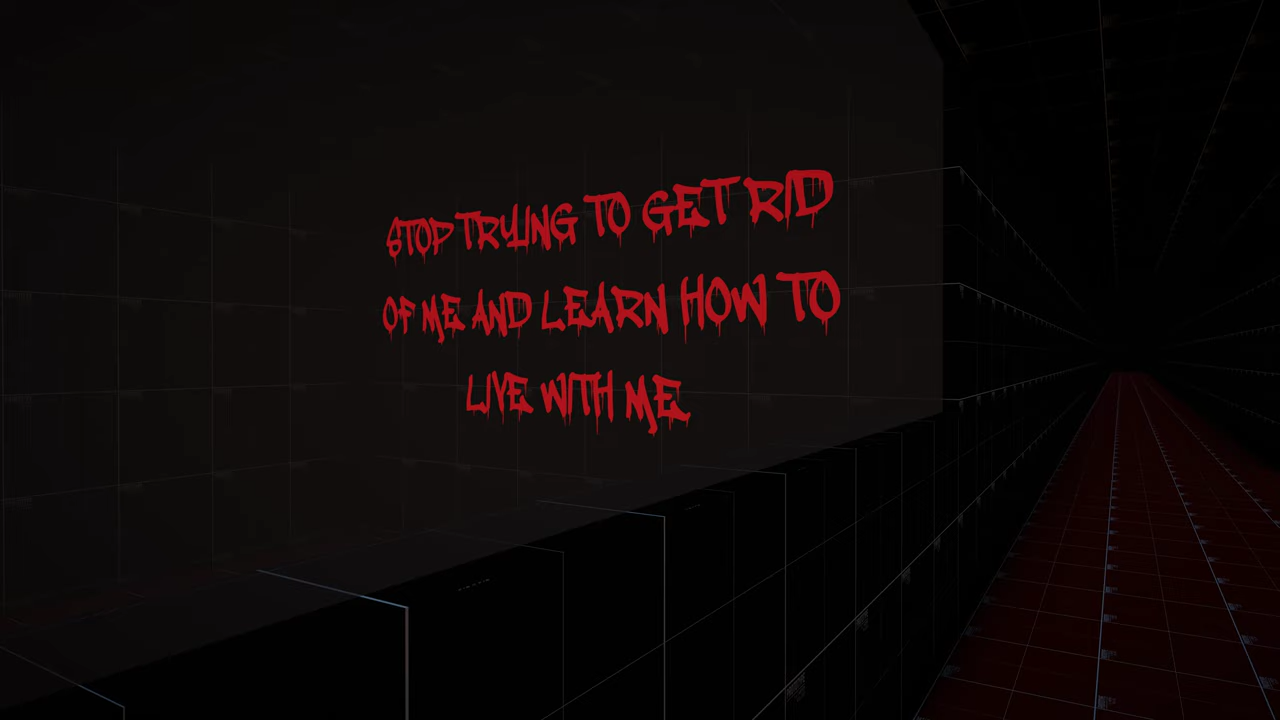 STOP TRYING TO GET RID
OF ME AND LEARN HOW TO
LIVE WITH ME